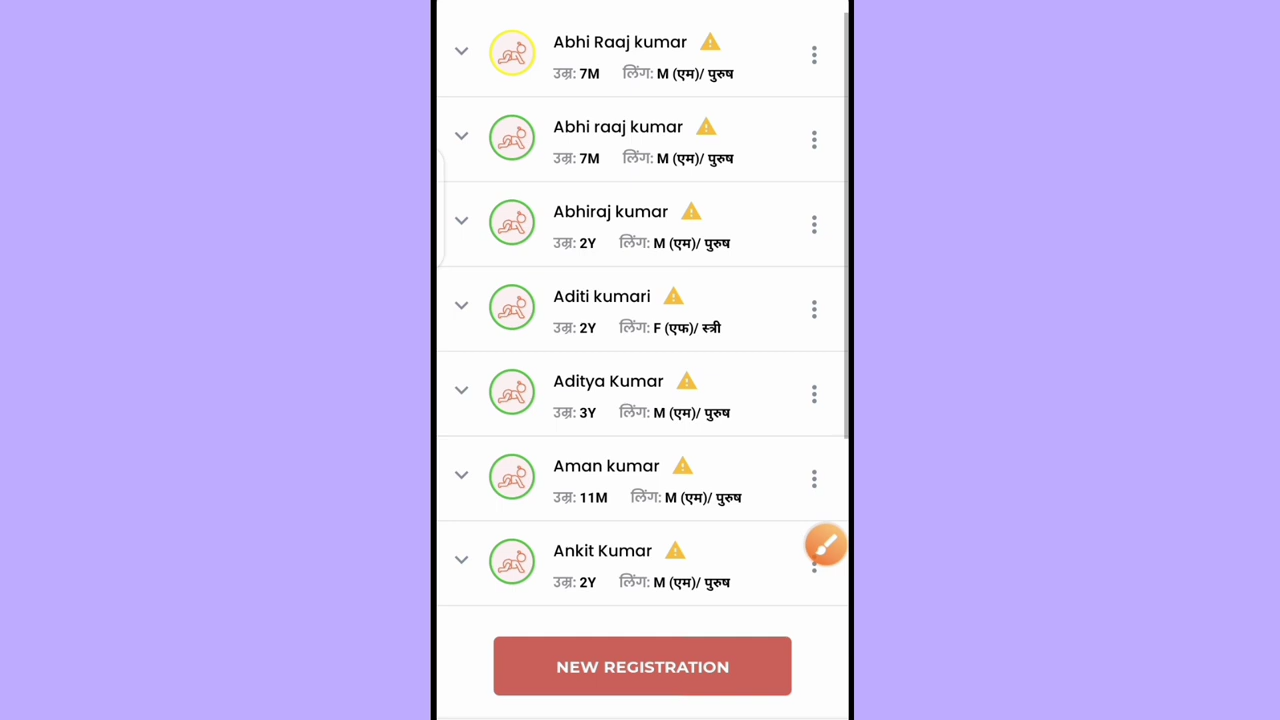 Abhi Raaj kumar
उम्र: 7M लिंग: M (एम)/ पुरुष
Abhi raaj kumar
उम्र: 7M लिंग: M (एम)/ पुरुष
Abhiraj kumar
उम्र: 2Y लिंग: M (एम)/ पुरुष
Aditi kumari
उम्र: 2Y लिंग: F (एफ)/ स्त्री
Aditya Kumar
उम्र: 3Y लिंग: M (एम)/ पुरुष
Aman kumar
उम्र: 11M लिंग: M (एम)/ पुरुष
Ankit Kumar
उम्र: 2Y लिंग: M (एम)/ पुरुष
NEW REGISTRATION